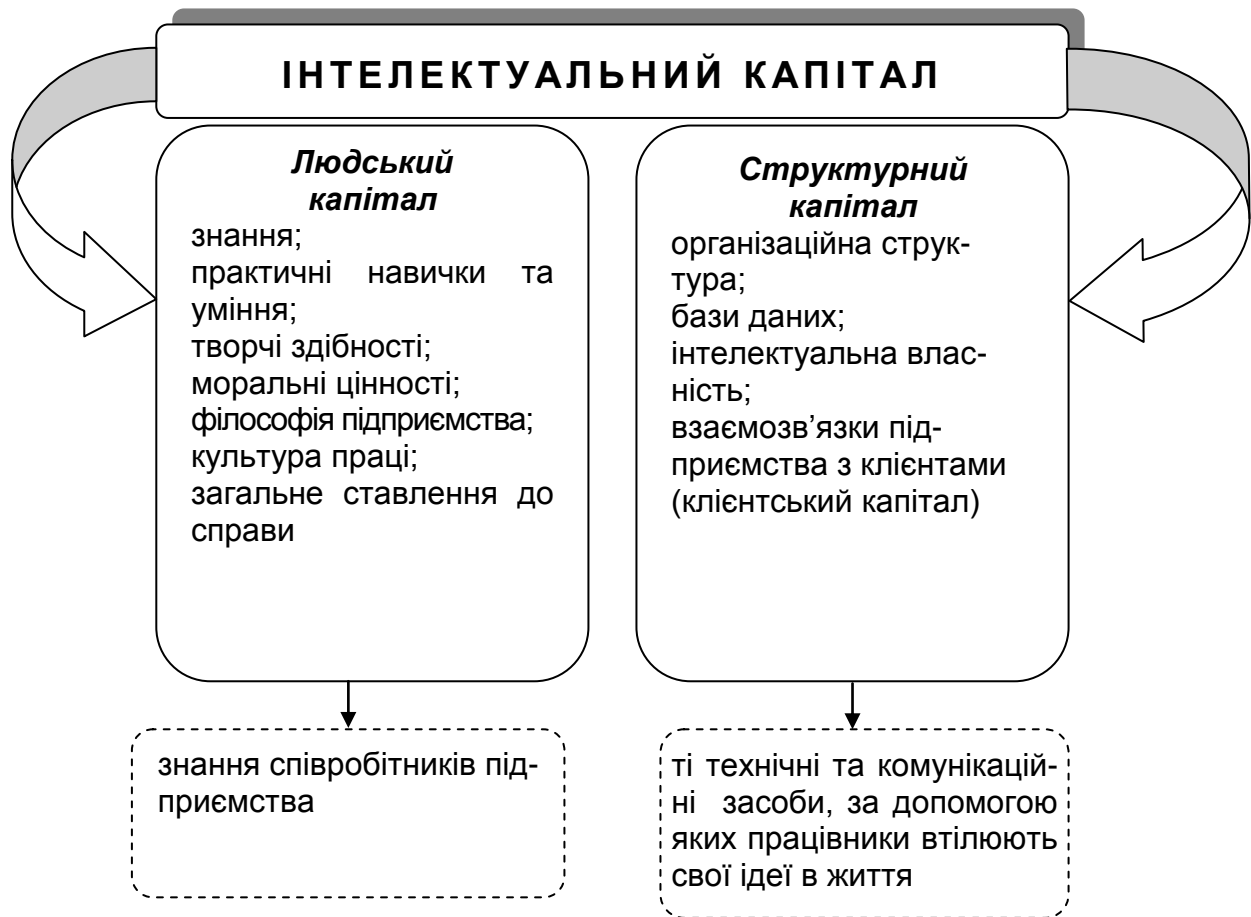 ІНТЕЛЕКТУАЛЬНИЙ КАПІТАЛ
Людський
капітал
знання;
практичні навички та
уміння;
творчі здібності;
моральні цінності;
філософія підприємства;
культура праці;
загальне ставлення до
справи
Структурний
капітал
організаційна струк-
тура;
бази даних;
інтелектуальна влас-
ність;
взаємозв’язки під-
приємства з клієнтами
(клієнтський капітал)
знання співробітників під-
приємства
ті технічні та комунікацій-
ні засоби, за допомогою
яких працівники втілюють
свої ідеї в життя